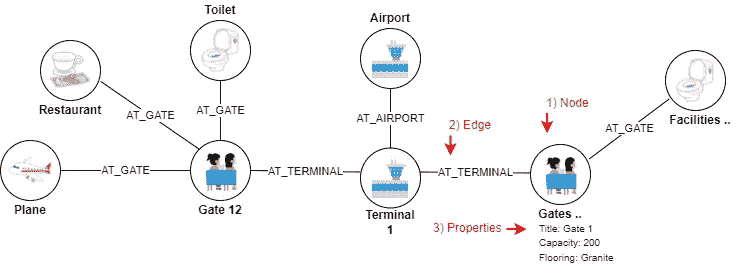 Toilet
Airport
Restaurant
AT_GATE
AT_GATE
AT_AIRPORT
2) Edge
1) Node
AT_GATE
Facilities ..
AT_GATE
AT_TERMINAL
AT_TERMINAL
Plane
Gate 12
Terminal
1
Gates ..
3) Properties
Title: Gate 1
Capacity: 200
Flooring: Granite